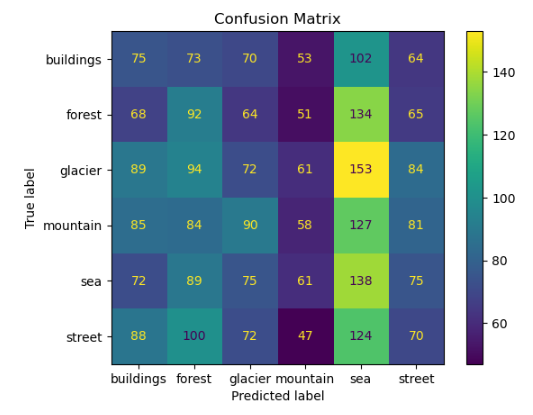 Confusion Matrix
True label
buildings 75 73 70 53 102 64
forest 68 92 64 51 134 65
glacier 89 94 72 61 153 84
mountain 85 84 90 58 127 81
sea 72 89 75 61 138 75
street 88 100 72 47 124 70
buildings forest glacier mountain sea street
Predicted label
140
120
100
80
60